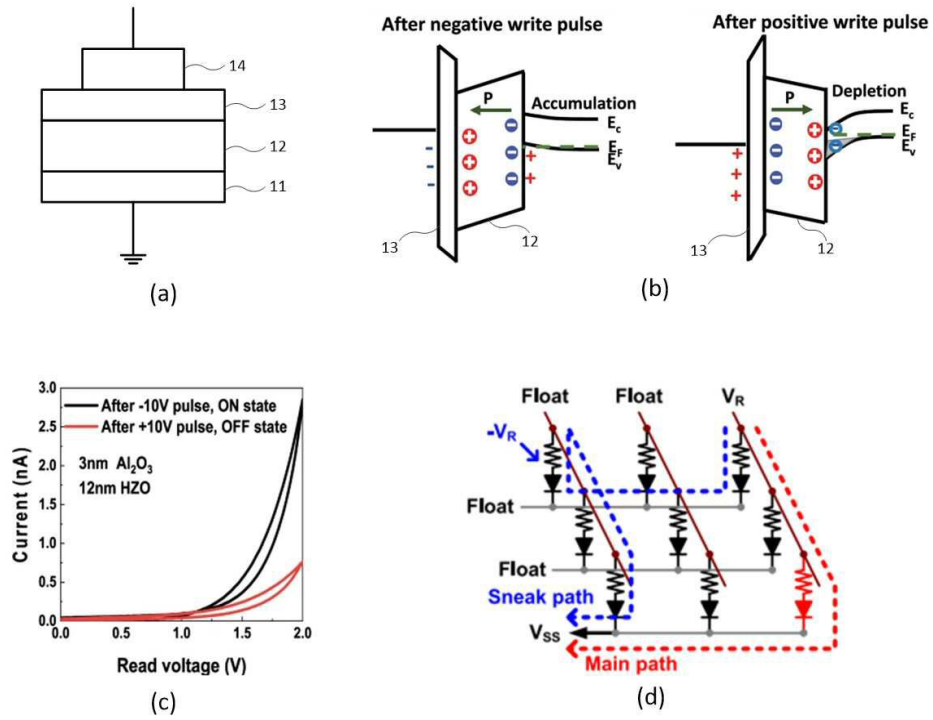 14
13
12
11
(a)
After negative write pulse
After positive write pulse
P
Accumulation
Ec
EF
Ev
13
12
P
Depletion
Ec
EF
Ev
13
12
(b)
Current (nA)
3.0
2.5
2.0
1.5
1.0
0.5
0.0
After -10V pulse, ON state
After +10V pulse, OFF state
3nm Al2O3
12nm HZO
0.0 0.5 1.0 1.5 2.0
Read voltage (V)
(c)
Float Float VR
-VR
Float
Float
Sneak path
VSS
Main path
(d)